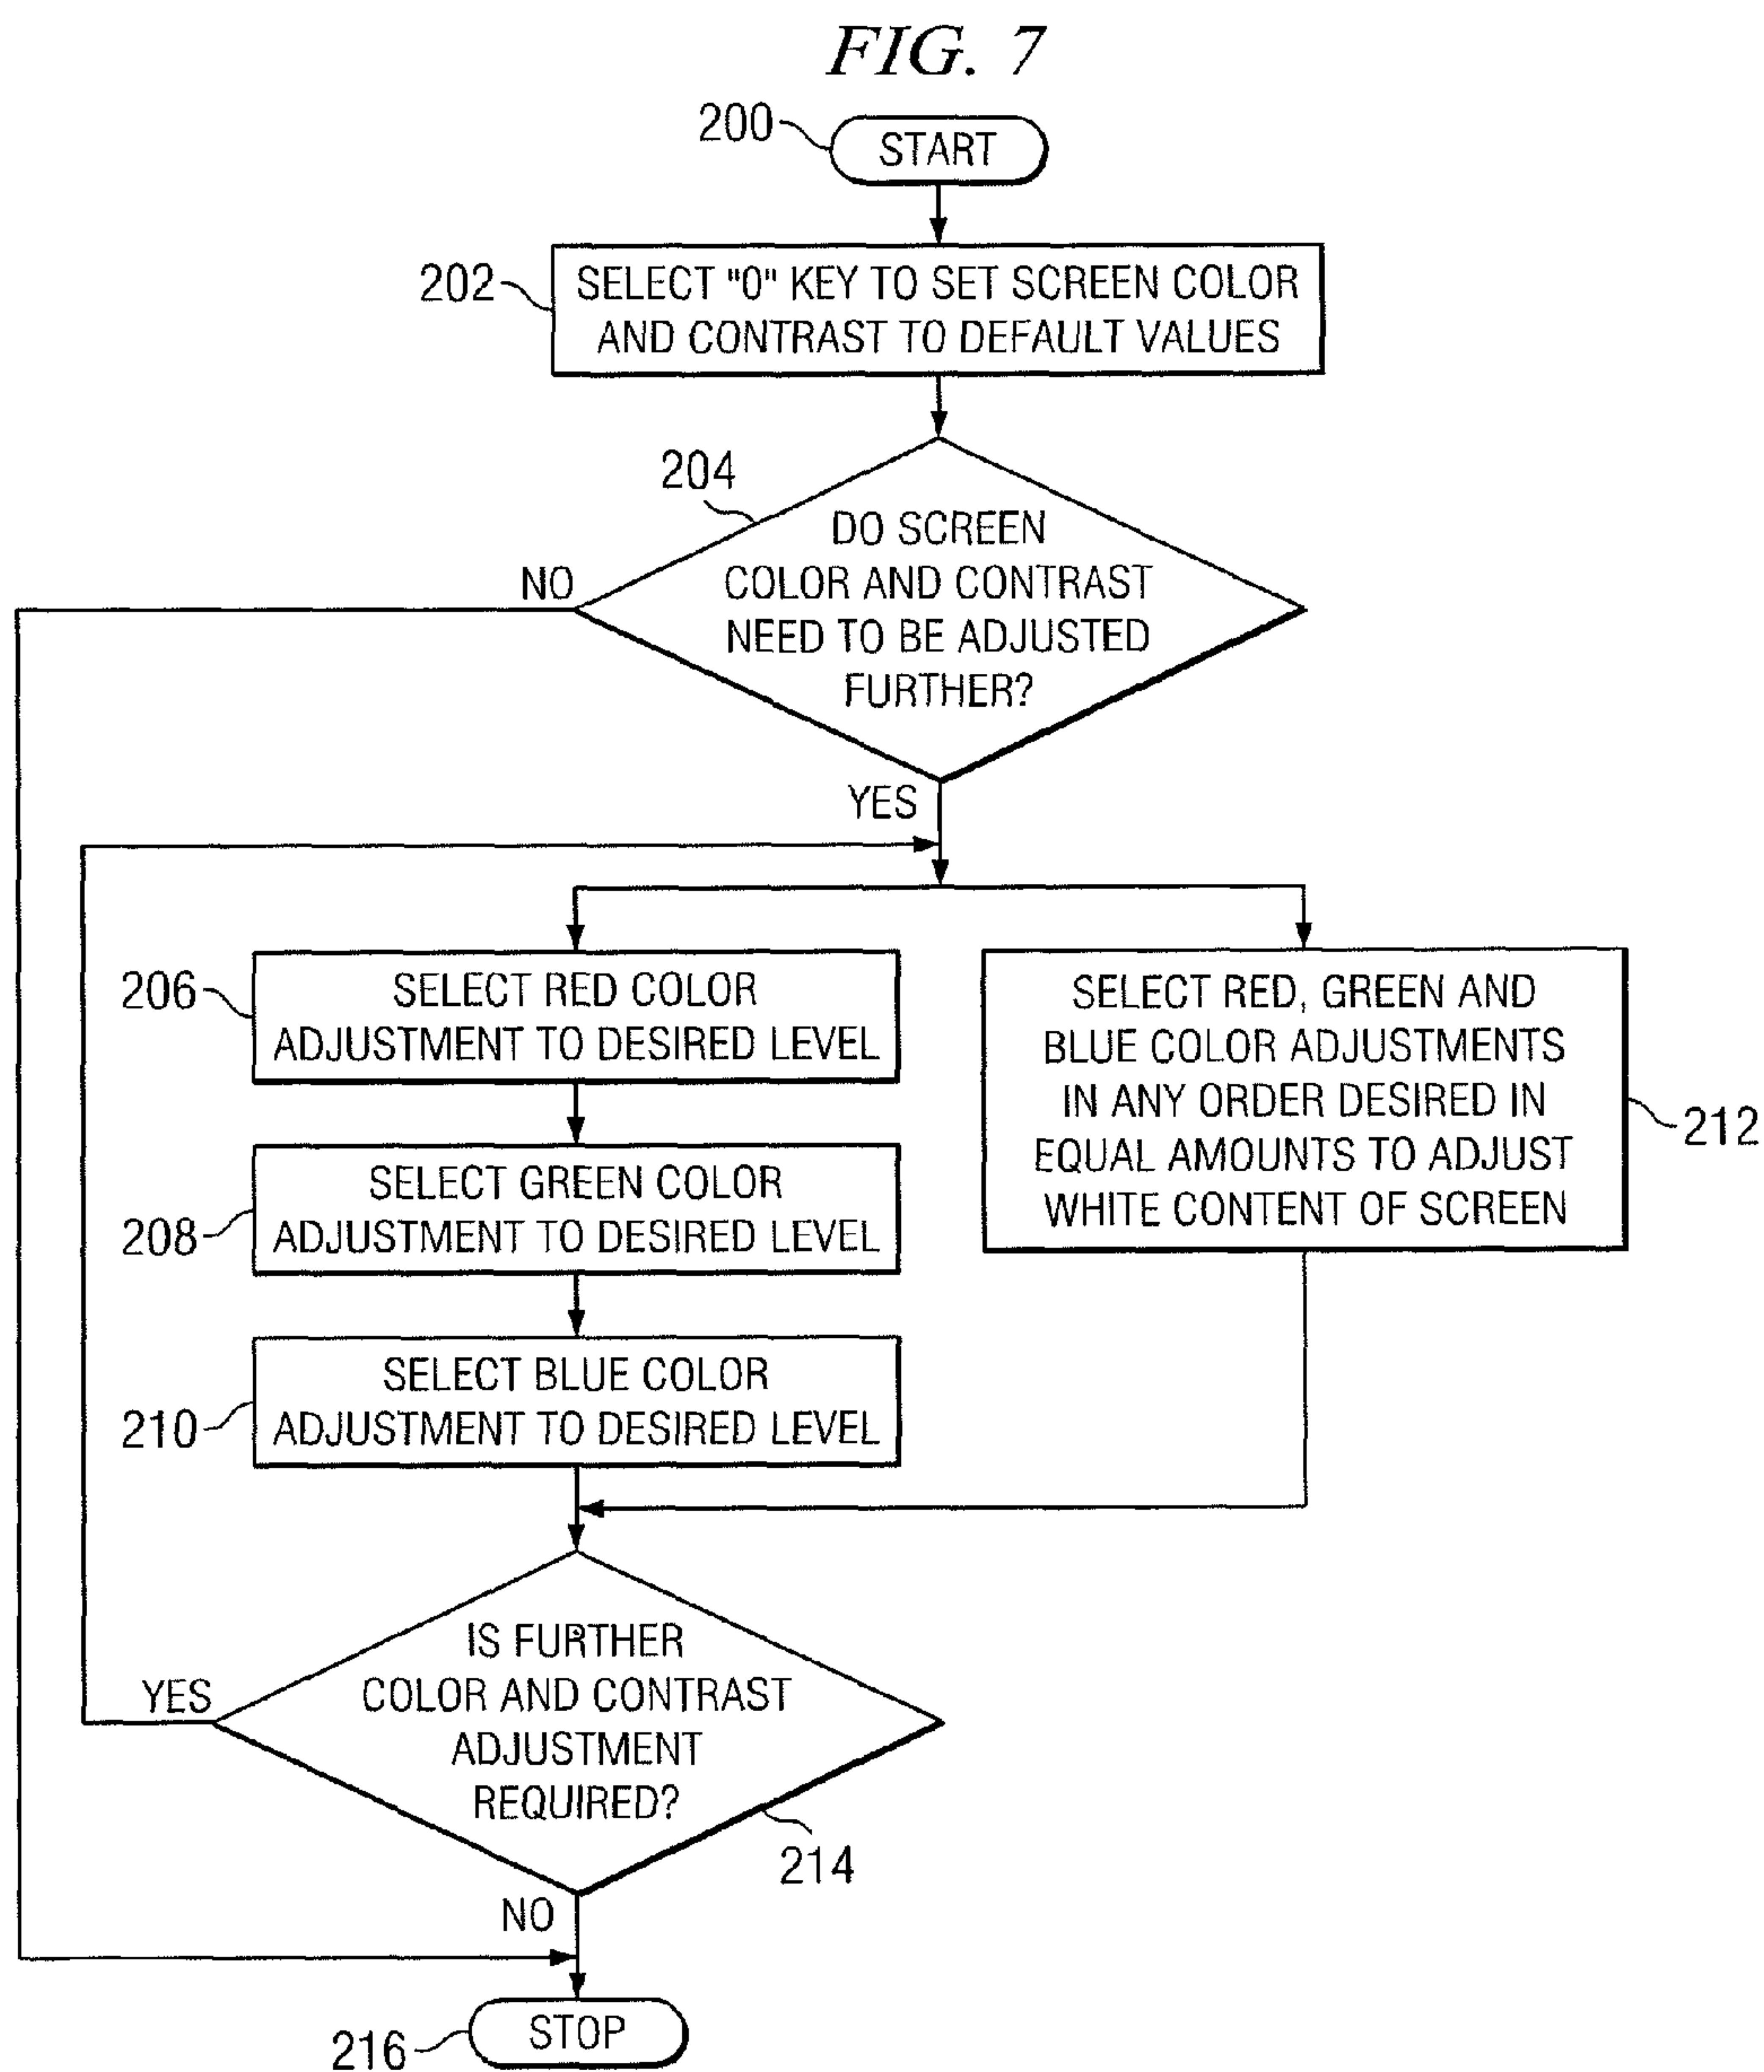 FIG. 7
200
START
202
SELECT "0" KEY TO SET SCREEN COLOR
AND CONTRAST TO DEFAULT VALUES
204
DO SCREEN
COLOR AND CONTRAST
NEED TO BE ADJUSTED
FURTHER?
NO
YES
206
SELECT RED COLOR
ADJUSTMENT TO DESIRED LEVEL
208
SELECT GREEN COLOR
ADJUSTMENT TO DESIRED LEVEL
210
SELECT BLUE COLOR
ADJUSTMENT TO DESIRED LEVEL
SELECT RED, GREEN AND
BLUE COLOR ADJUSTMENTS
IN ANY ORDER DESIRED IN
EQUAL AMOUNTS TO ADJUST
WHITE CONTENT OF SCREEN
212
IS FURTHER
COLOR AND CONTRAST
ADJUSTMENT
REQUIRED?
YES
214
NO
216
STOP